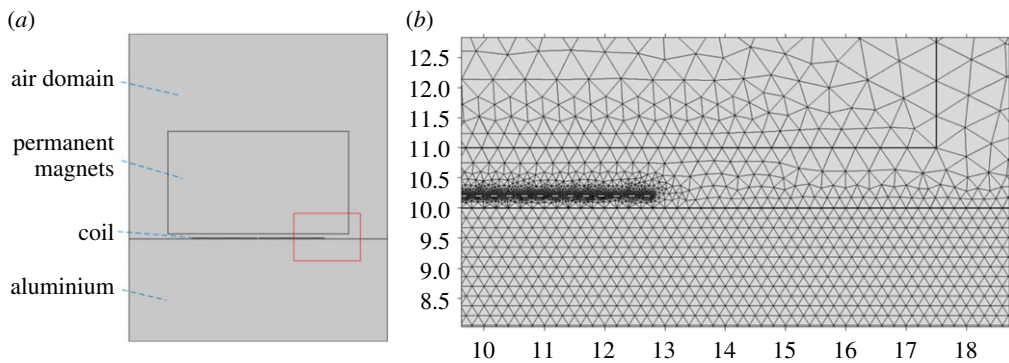 (a)
air domain
permanent
magnets
coil
aluminium
(b)
12.5
12.0
11.5
11.0
10.5
10.0
9.5
9.0
8.5
10 11 12 13 14 15 16 17 18